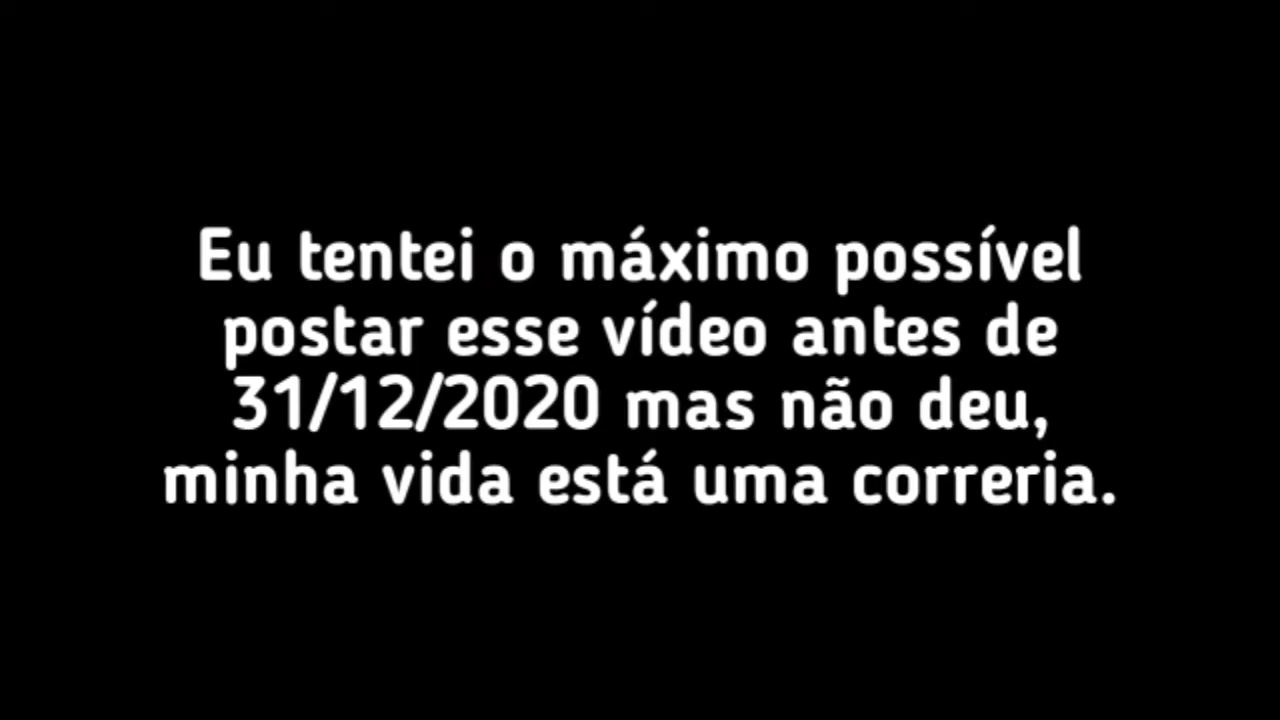 Eu tentei o máximo possível
postar esse vídeo antes de
31/12/2020 mas não deu,
minha vida está uma correria.